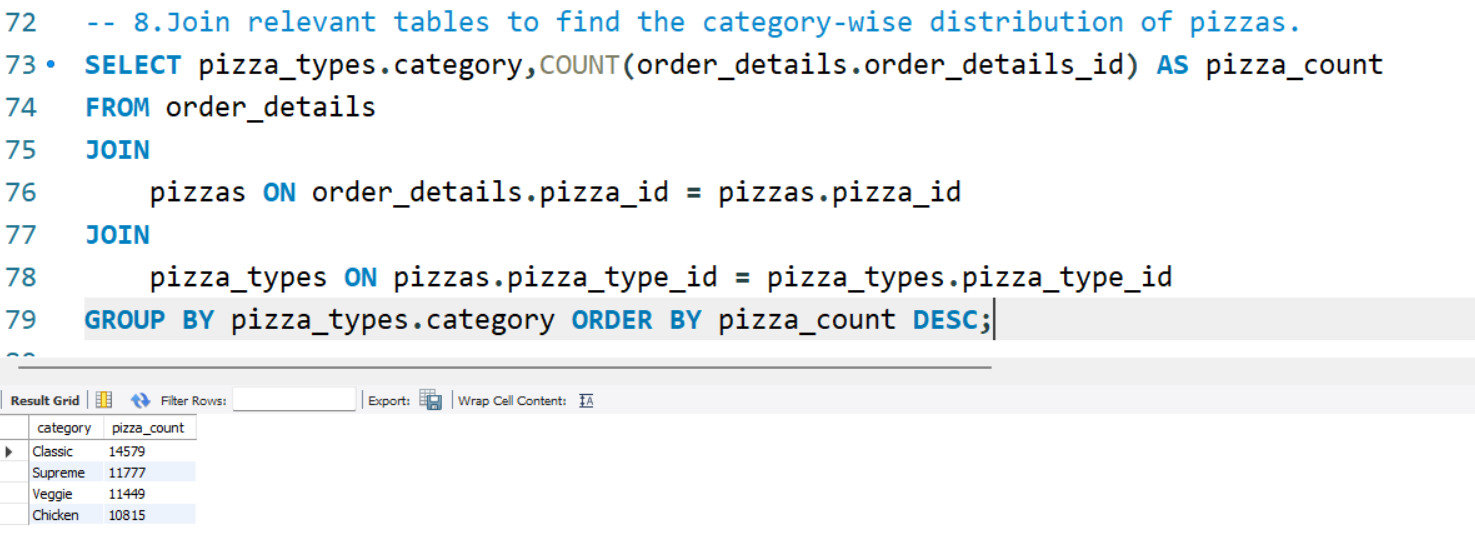 72 -- 8.Join relevant tables to find the category-wise distribution of pizzas.
73 SELECT pizza_types.category,COUNT(order_details.order_details_id) AS pizza_count
74 FROM order_details
75 JOIN
76 pizzas ON order_details.pizza_id = pizzas.pizza_id
77 JOIN
78 pizza_types ON pizzas.pizza_type_id = pizza_types.pizza_type_id
79 GROUP BY pizza_types.category ORDER BY pizza_count DESC;
Result Grid Filter Rows: Export: Wrap Cell Content: IA
category pizza_count
Classic 14579
Supreme 11777
Veggie 11449
Chicken 10815